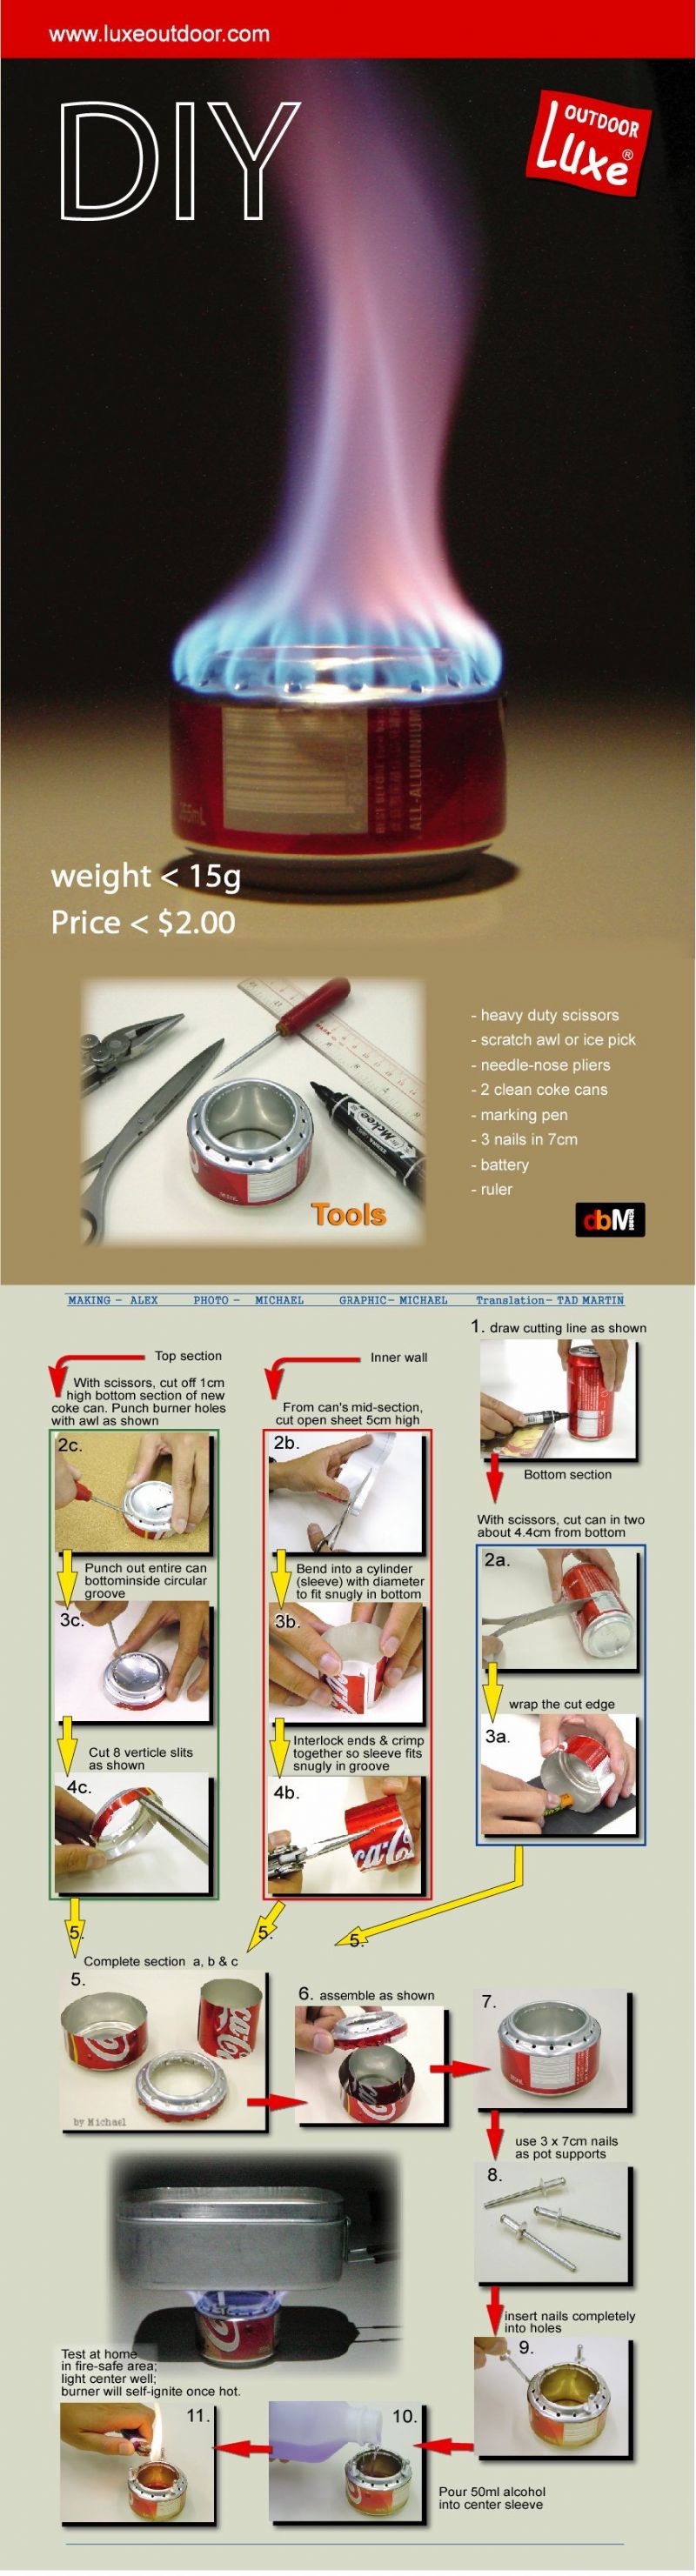 www.luxeoutdoor.com
DIY
OUTDOOR
Luxe ®
ALL-ALUMINIUM
weight < 15g
Price < $2.00
- heavy duty scissors
- scratch awl or ice pick
- needle-nose pliers
- 2 clean coke cans
- marking pen
- 3 nails in 7cm
- battery
- ruler
Mckee
Tools
dbM
MAKING - ALEX PHOTO - MICHAEL GRAPHIC- MICHAEL Translation- TAD MARTIN
1. draw cutting line as shown
Bottom section
With scissors, cut can in two
about 4.4cm from bottom
2a.
wrap the cut edge
3a.
Inner wall
From can's mid-section,
cut open sheet 5cm high
2b.
Bend into a cylinder
(sleeve) with diameter
to fit snugly in bottom
3b.
Interlock ends & crimp
together so sleeve fits
snugly in groove
4b.
Top section
With scissors, cut off 1cm
high bottom section of new
coke can. Punch burner holes
with awl as shown
2c.
Punch out entire can
bottominside circular
groove
3c.
Cut 8 verticle slits
as shown
4c.
5.
5.
5.
Complete section a, b & c
5.
by Michael
6. assemble as shown
7.
use 3 x 7cm nails
as pot supports
8.
insert nails completely
into holes
9.
10.
Pour 50ml alcohol
into center sleeve
Test at home
in fire-safe area;
light center well;
burner will self-ignite once hot.
11.